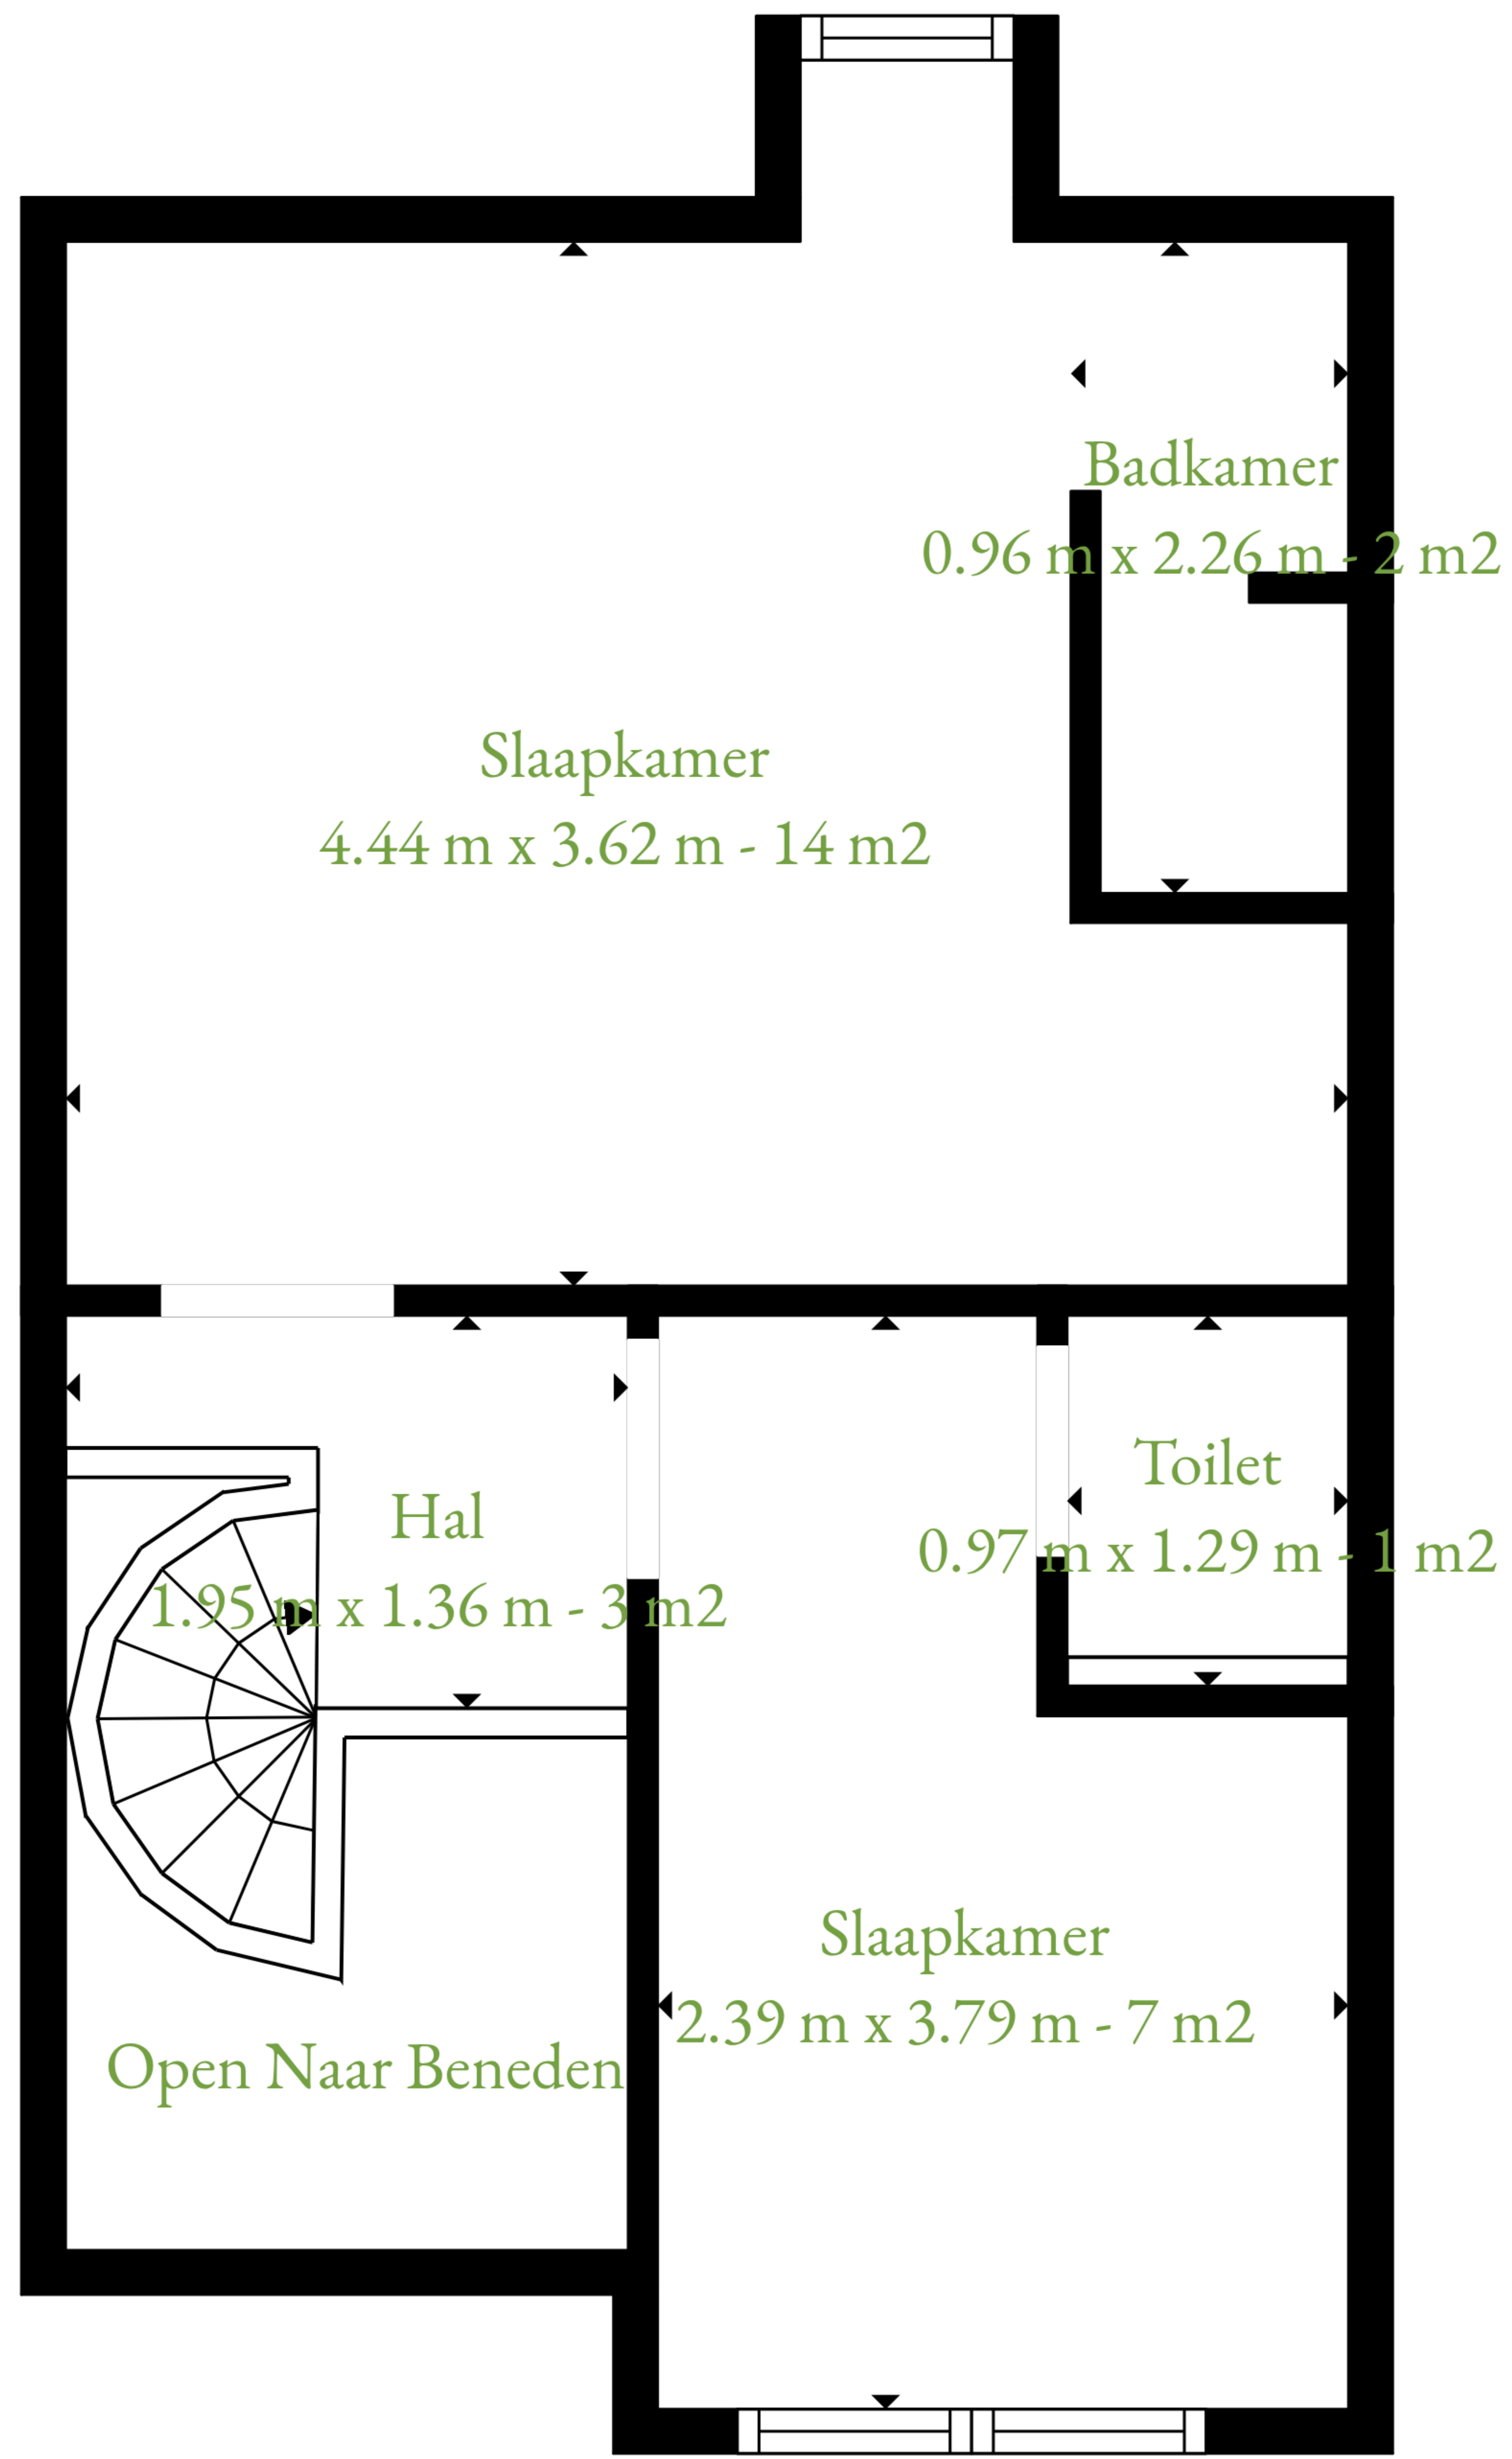 Badkamer
0.96 m x 2.26 m - 2 m2
Slaapkamer
4.44 m x 3.62 m - 14 m2
Toilet
0.97 m x 1.29 m - 1 m2
Hal
1.95 m x 1.36 m - 3 m2
Slaapkamer
2.39 m x 3.79 m - 7 m2
Open Naar Beneden